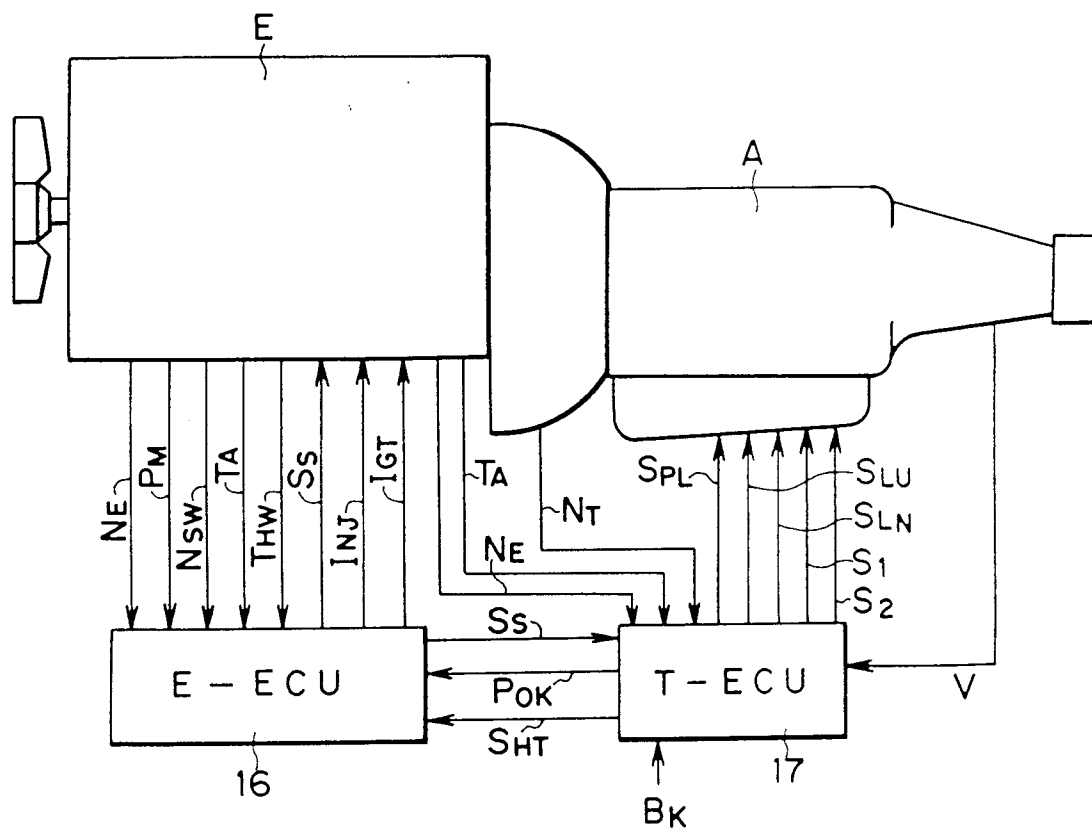 E
A
NE
PM
NSW
TA
THW
SS
INJ
IGT
TA
NE
NT
SPL
SLU
SLN
S1
S2
SS
POK
SHT
V
E-ECU
T-ECU
16
17
BK